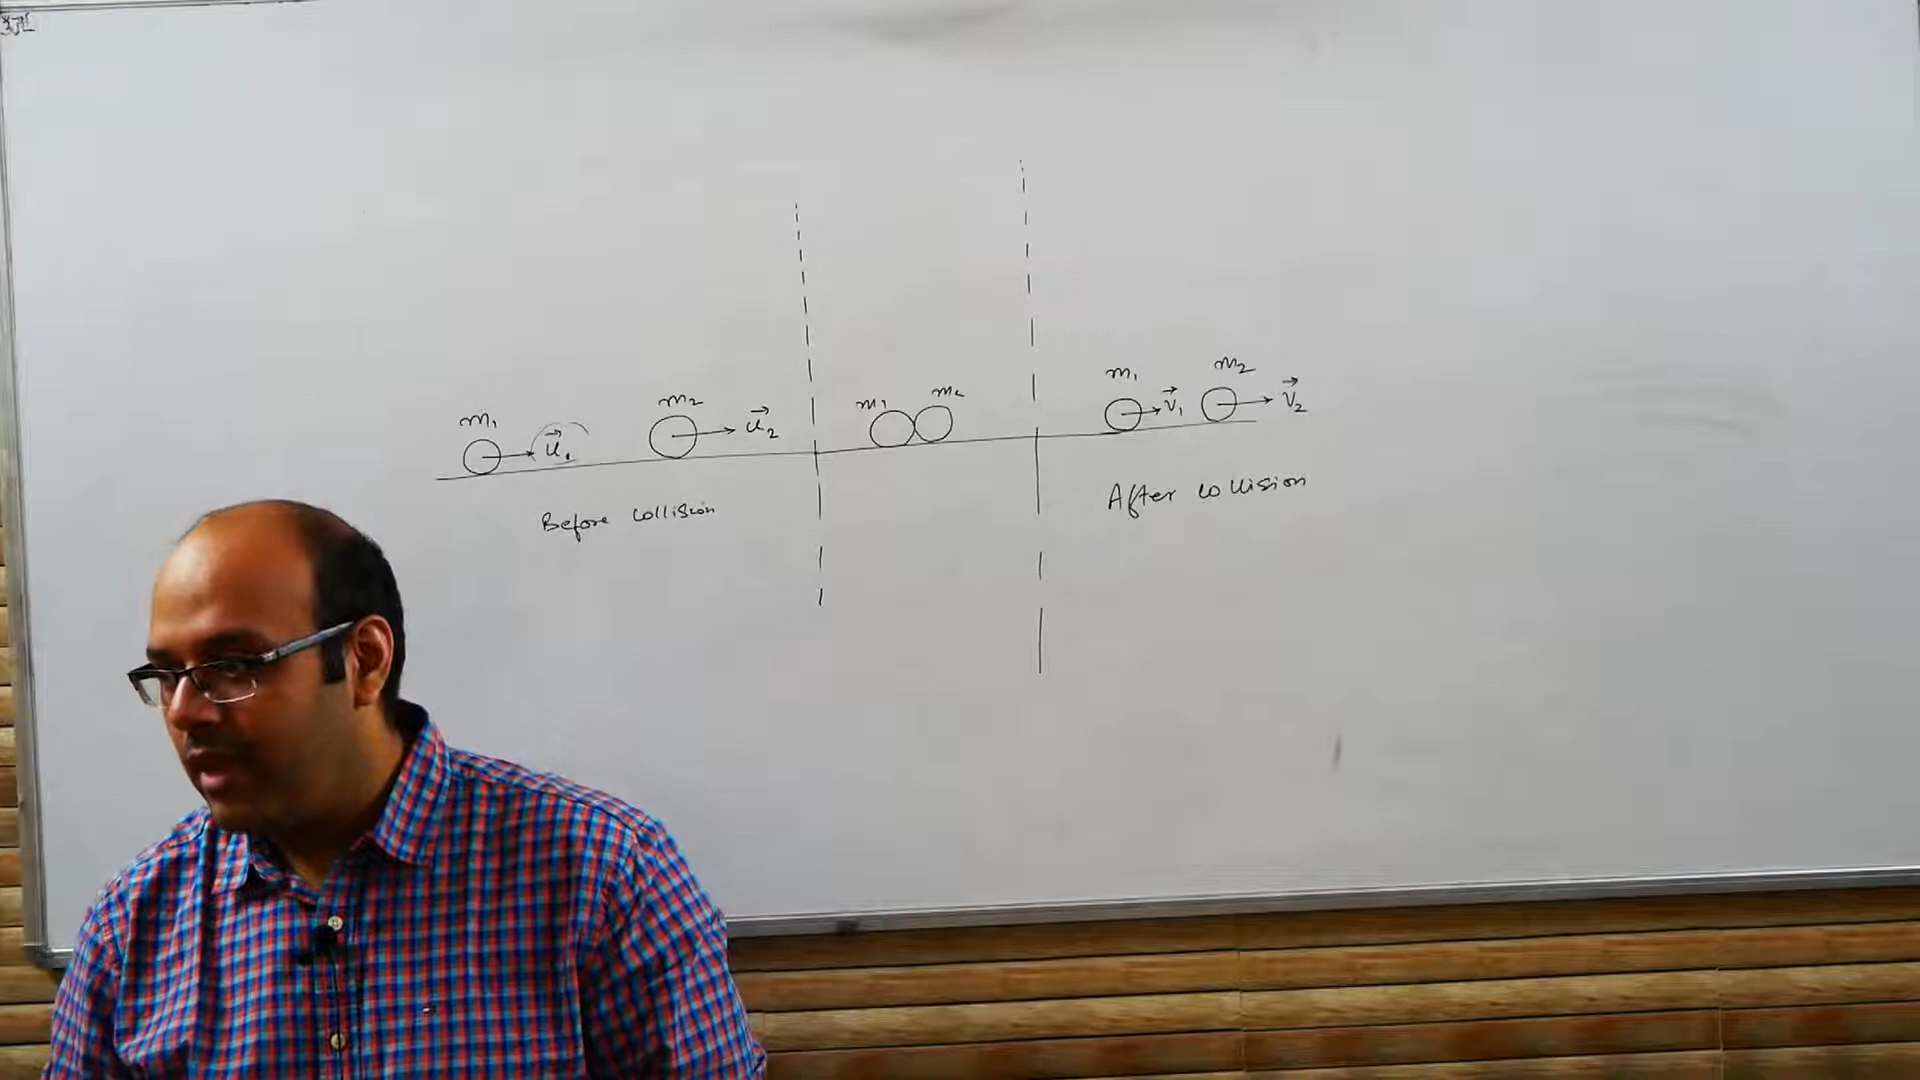 m₁ u⃗₁ m₂ u⃗₂
Before collision
m₁ m₂
m₁ v⃗₁ m₂ v⃗₂
After collision